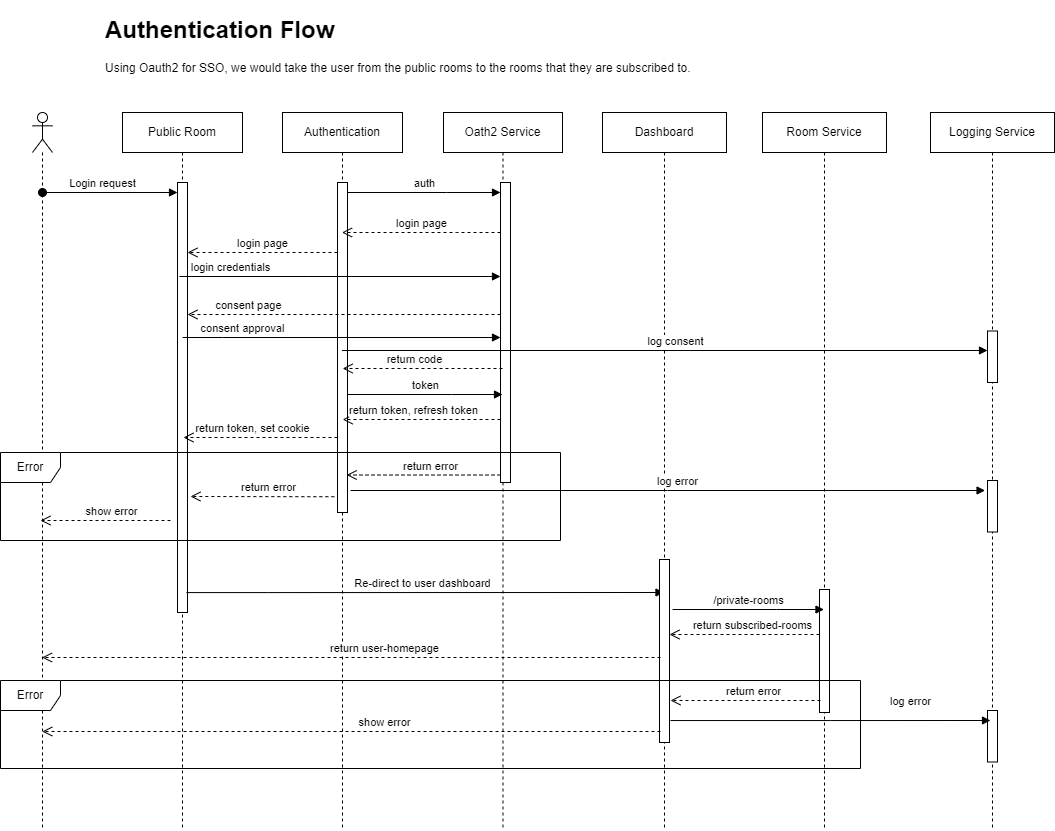 Authentication Flow
Using Oauth2 for SSO, we would take the user from the public rooms to the rooms that they are subscribed to.
Public Room
Authentication
Oath2 Service
Dashboard
Room Service
Logging Service
Login request
auth
login page
login page
login credentials
consent page
consent approval
log consent
return code
token
return token, refresh token
return token, set cookie
Error
return error
log error
return error
show error
Re-direct to user dashboard
/private-rooms
return subscribed-rooms
return user-homepage
Error
return error
log error
show error